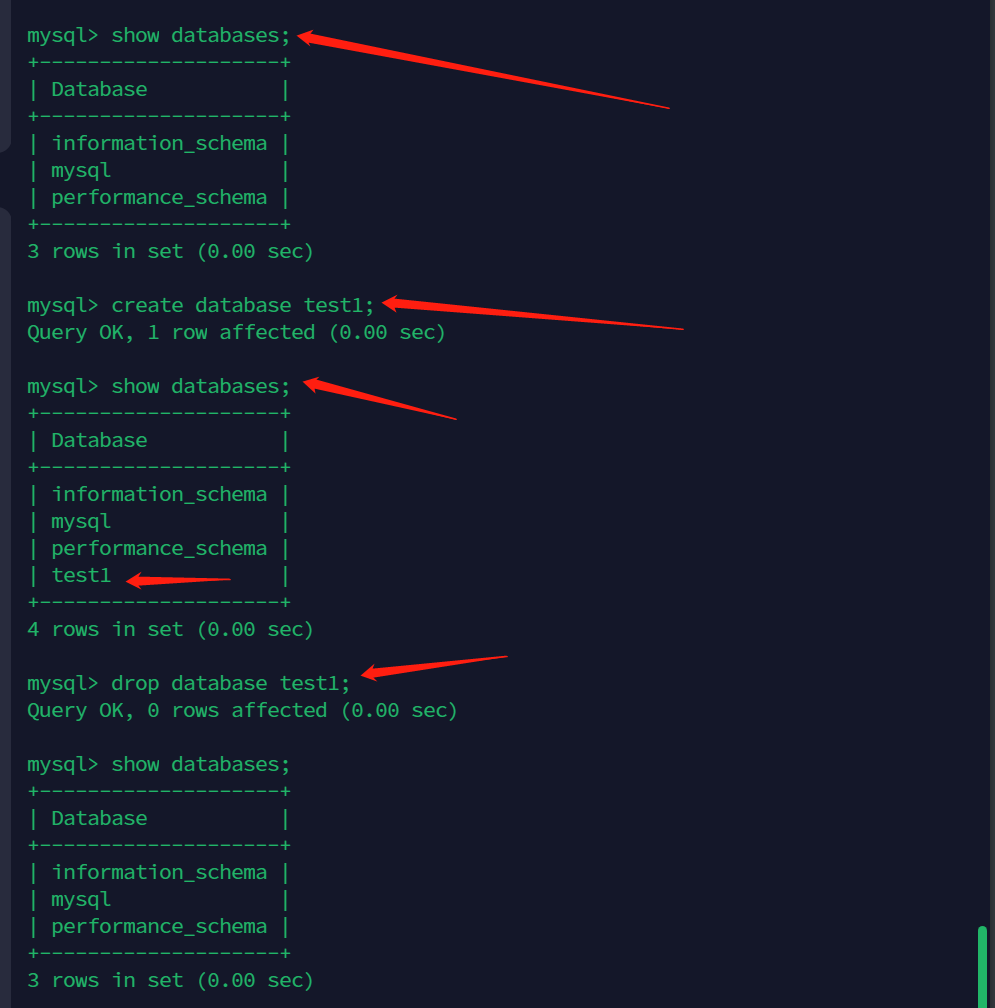 mysql> show databases;
+--------------------+
| Database           |
+--------------------+
| information_schema |
| mysql              |
| performance_schema |
+--------------------+
3 rows in set (0.00 sec)
mysql> create database test1;
Query OK, 1 row affected (0.00 sec)
mysql> show databases;
+--------------------+
| Database           |
+--------------------+
| information_schema |
| mysql              |
| performance_schema |
| test1              |
+--------------------+
4 rows in set (0.00 sec)
mysql> drop database test1;
Query OK, 0 rows affected (0.00 sec)
mysql> show databases;
+--------------------+
| Database           |
+--------------------+
| information_schema |
| mysql              |
| performance_schema |
+--------------------+
3 rows in set (0.00 sec)